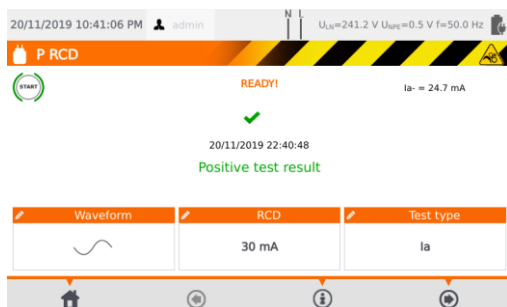 20/11/2019 10:41:06 PM admin N L U_LN=241.2 V U_NPE=0.5 V f=50.0 Hz
P RCD
START READY! Ia- = 24.7 mA
20/11/2019 22:40:48
Positive test result
Waveform RCD Test type
30 mA Ia